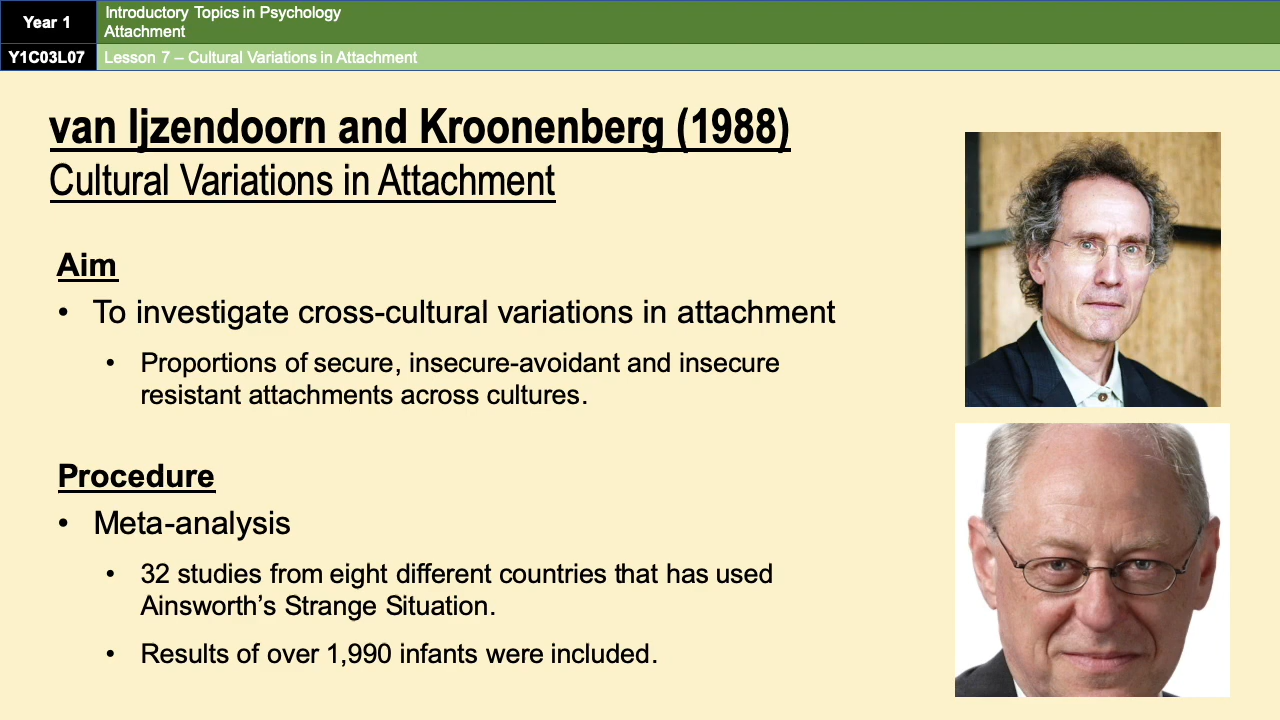 Year 1
Introductory Topics in Psychology
Attachment
Y1C03L07
Lesson 7 – Cultural Variations in Attachment
van Ijzendoorn and Kroonenberg (1988)
Cultural Variations in Attachment
Aim
• To investigate cross-cultural variations in attachment
• Proportions of secure, insecure-avoidant and insecure
resistant attachments across cultures.
Procedure
• Meta-analysis
• 32 studies from eight different countries that has used
Ainsworth’s Strange Situation.
• Results of over 1,990 infants were included.